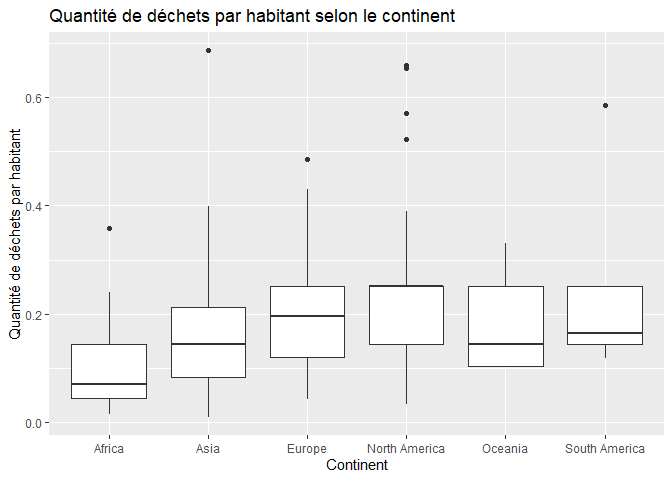 Quantité de déchets par habitant selon le continent
Quantité de déchets par habitant
0.6
0.4
0.2
0.0
Africa Asia Europe North America Oceania South America
Continent